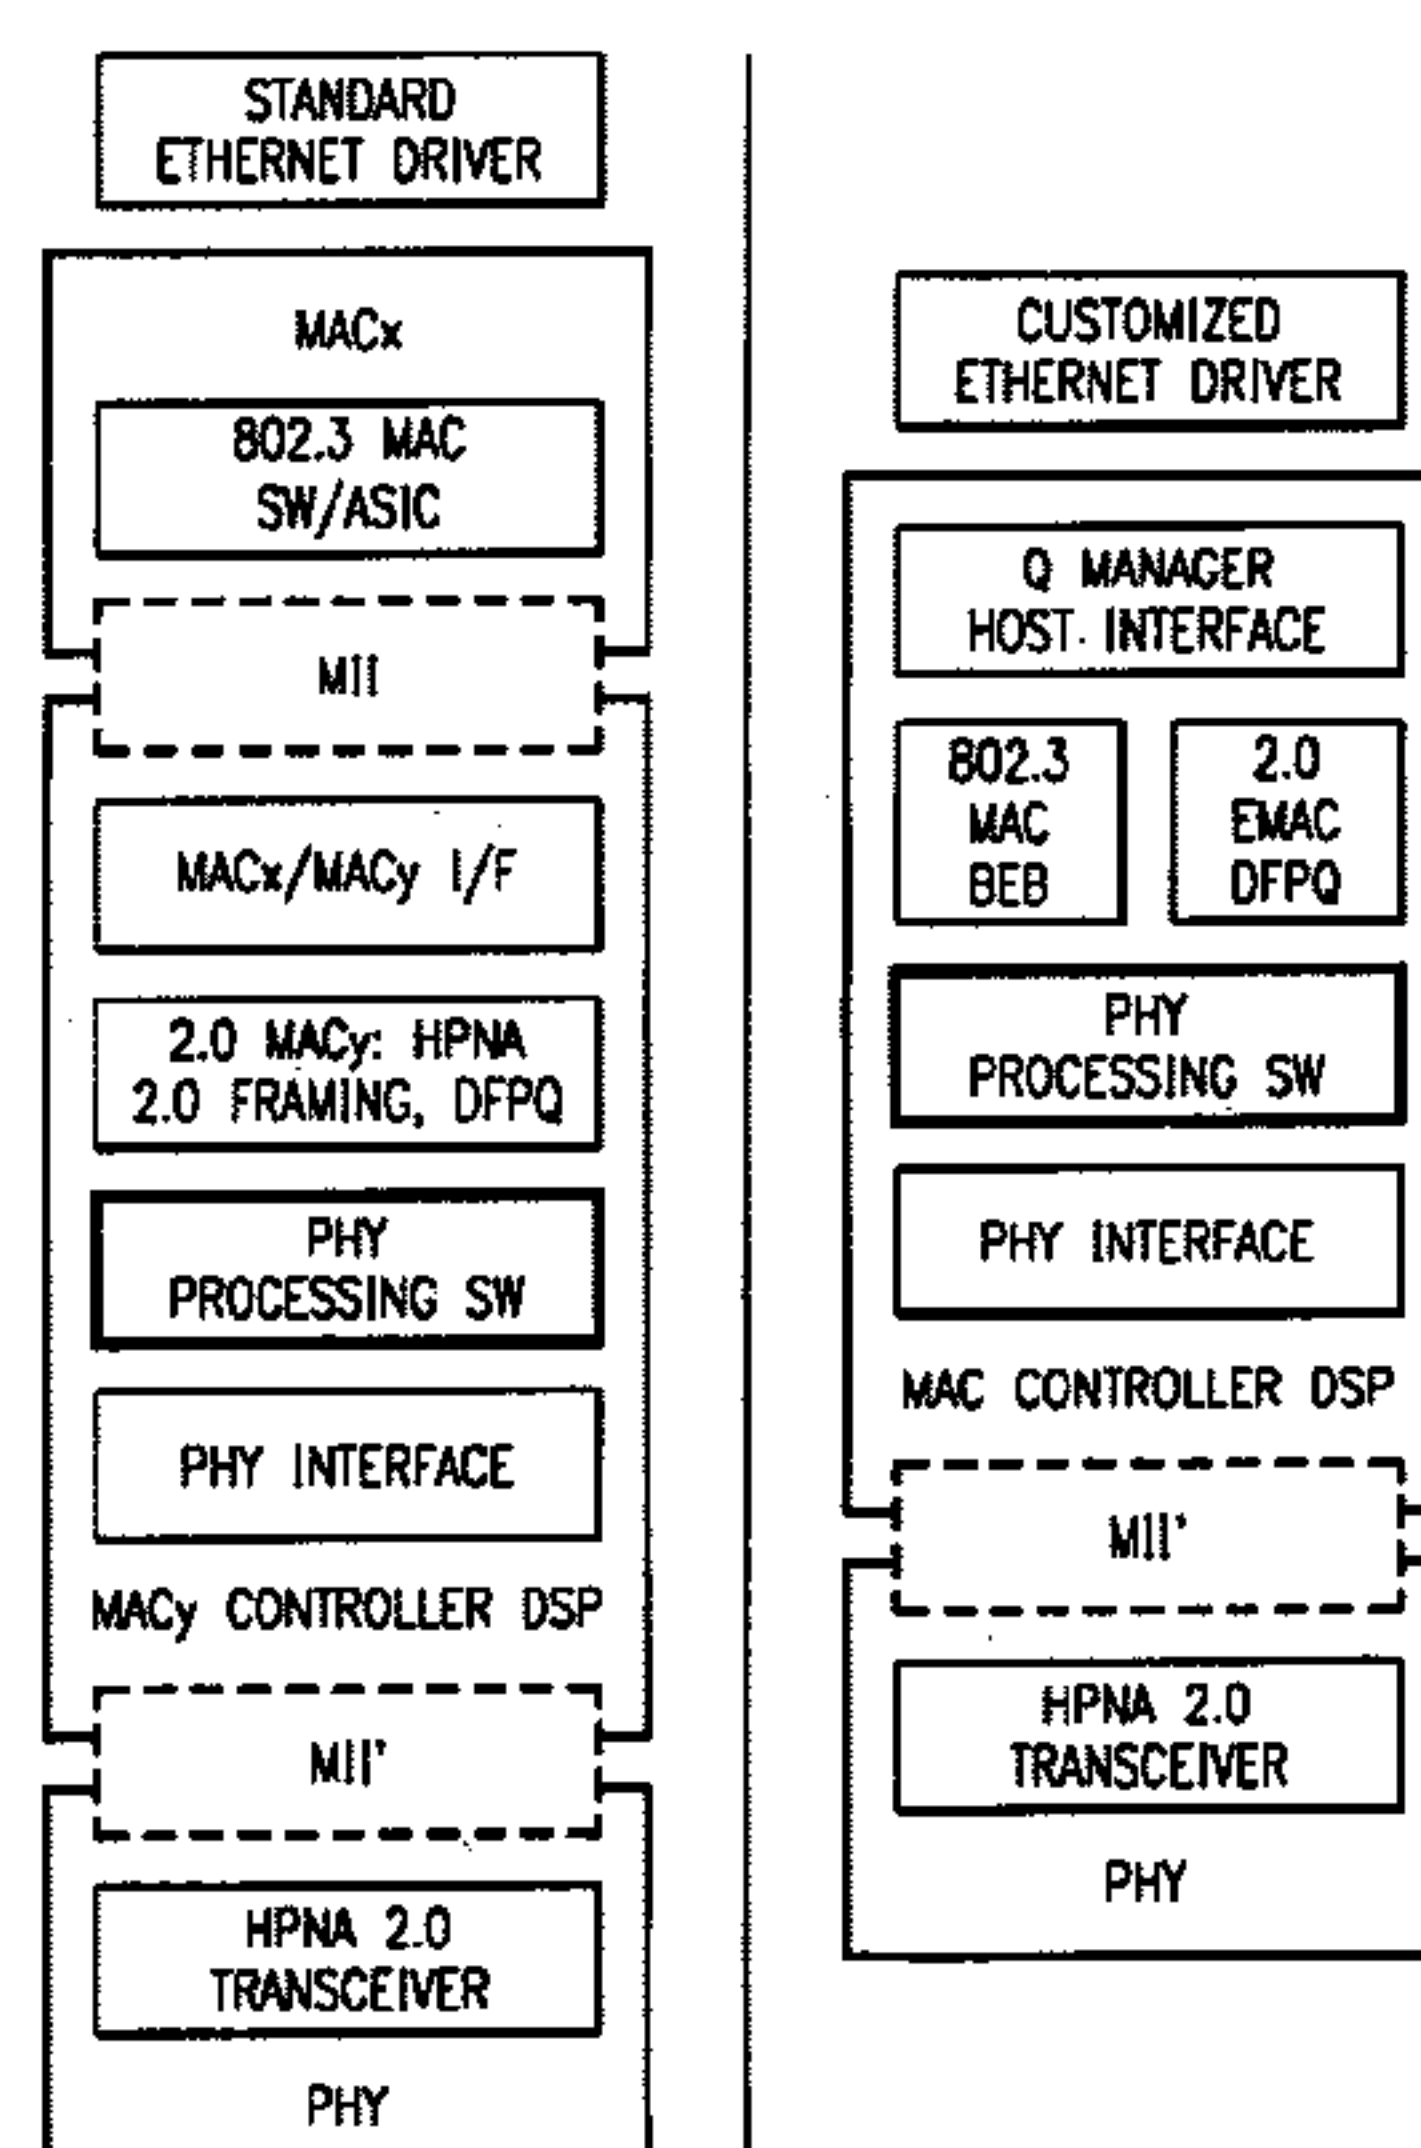 STANDARD
ETHERNET DRIVER
MACx
802.3 MAC
SW/ASIC
MII
MACx/MACy I/F
2.0 MACy: HPNA
2.0 FRAMING, DFPQ
PHY
PROCESSING SW
PHY INTERFACE
MACy CONTROLLER DSP
MII'
HPNA 2.0
TRANSCEIVER
PHY
CUSTOMIZED
ETHERNET DRIVER
Q MANAGER
HOST INTERFACE
802.3
MAC
BEB
2.0
EMAC
DFPQ
PHY
PROCESSING SW
PHY INTERFACE
MAC CONTROLLER DSP
MII'
HPNA 2.0
TRANSCEIVER
PHY